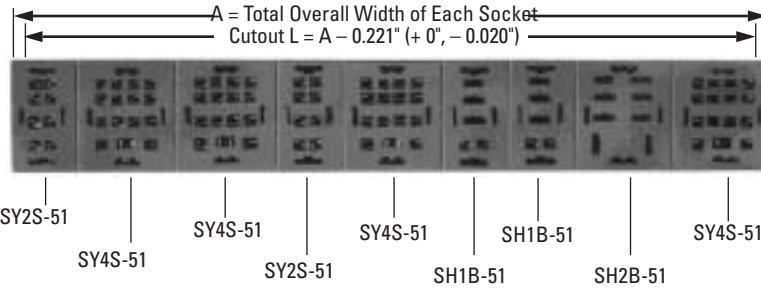 A = Total Overall Width of Each Socket
Cutout L = A – 0.221" (+ 0", – 0.020")
SY2S-51
SY4S-51
SY4S-51
SY2S-51
SY4S-51
SH1B-51
SH1B-51
SH2B-51
SY4S-51